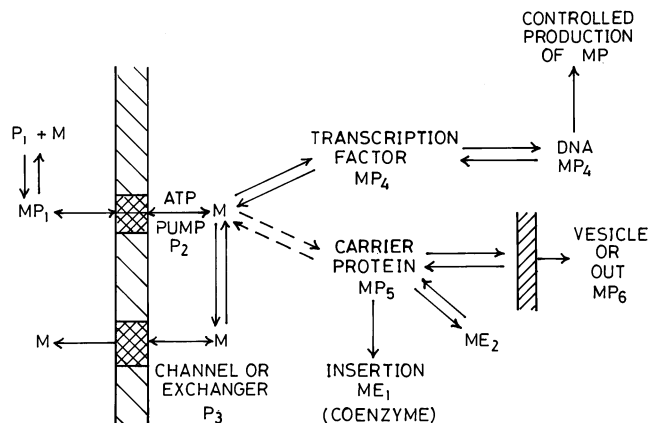 CONTROLLED
PRODUCTION
OF MP
P₁ + M
TRANSCRIPTION
FACTOR
MP₄
DNA
MP₄
MP₁
ATP
PUMP
P₂
M
CARRIER
PROTEIN
MP₅
VESICLE
OR
OUT
MP₆
M
M
CHANNEL OR
EXCHANGER
P₃
INSERTION
ME₁
(COENZYME)
ME₂